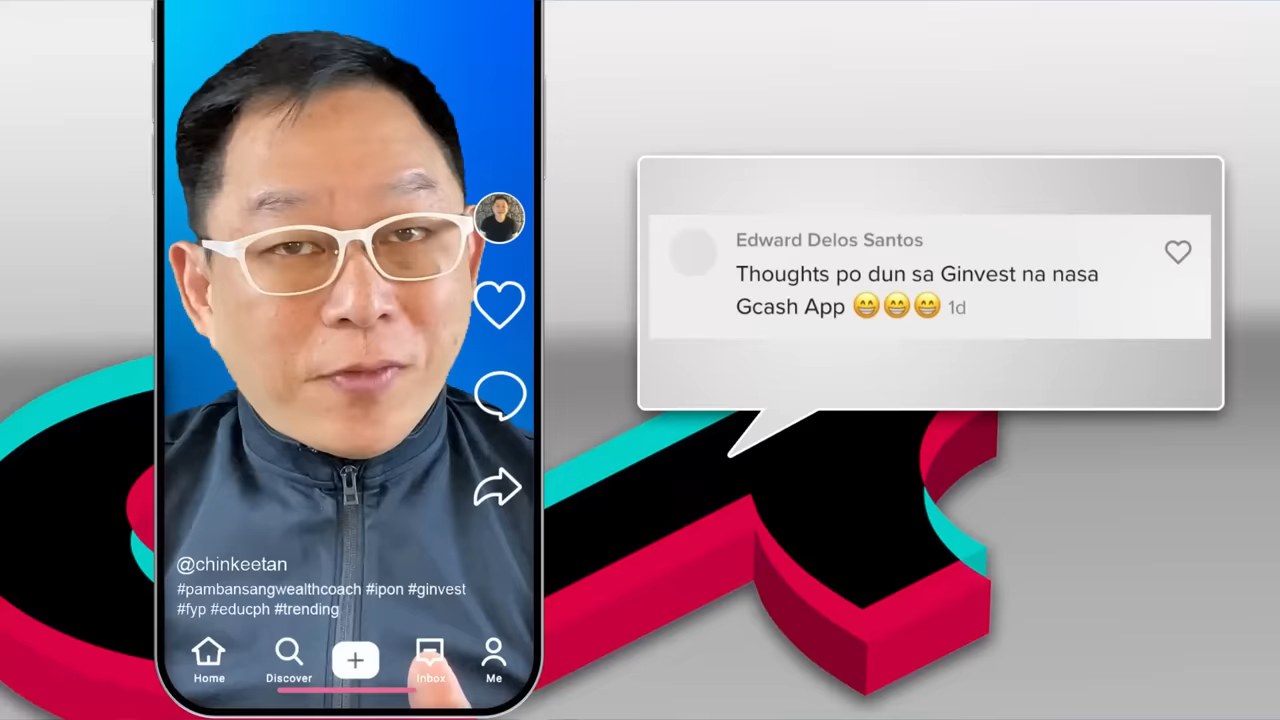 @chinkeetan
#pambansangwealthcoach #ipon #ginvest
#fyp #educph #trending
Home
Discover
Inbox
Me
Edward Delos Santos
Thoughts po dun sa Ginvest na nasa
Gcash App 😁😁😁 1d